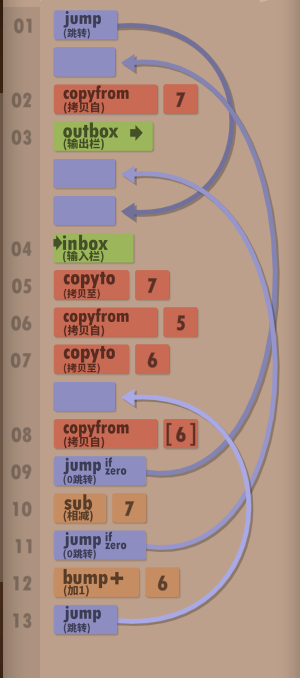 01 jump
(跳转)
02 copyfrom 7
(拷贝自)
03 outbox
(输出栏)
04 inbox
(输入栏)
05 copyto 7
(拷贝至)
06 copyfrom 5
(拷贝自)
07 copyto 6
(拷贝至)
08 copyfrom [6]
(拷贝自)
09 jump if zero
(0跳转)
10 sub 7
(相减)
11 jump if zero
(0跳转)
12 bump+ 6
(加1)
13 jump
(跳转)